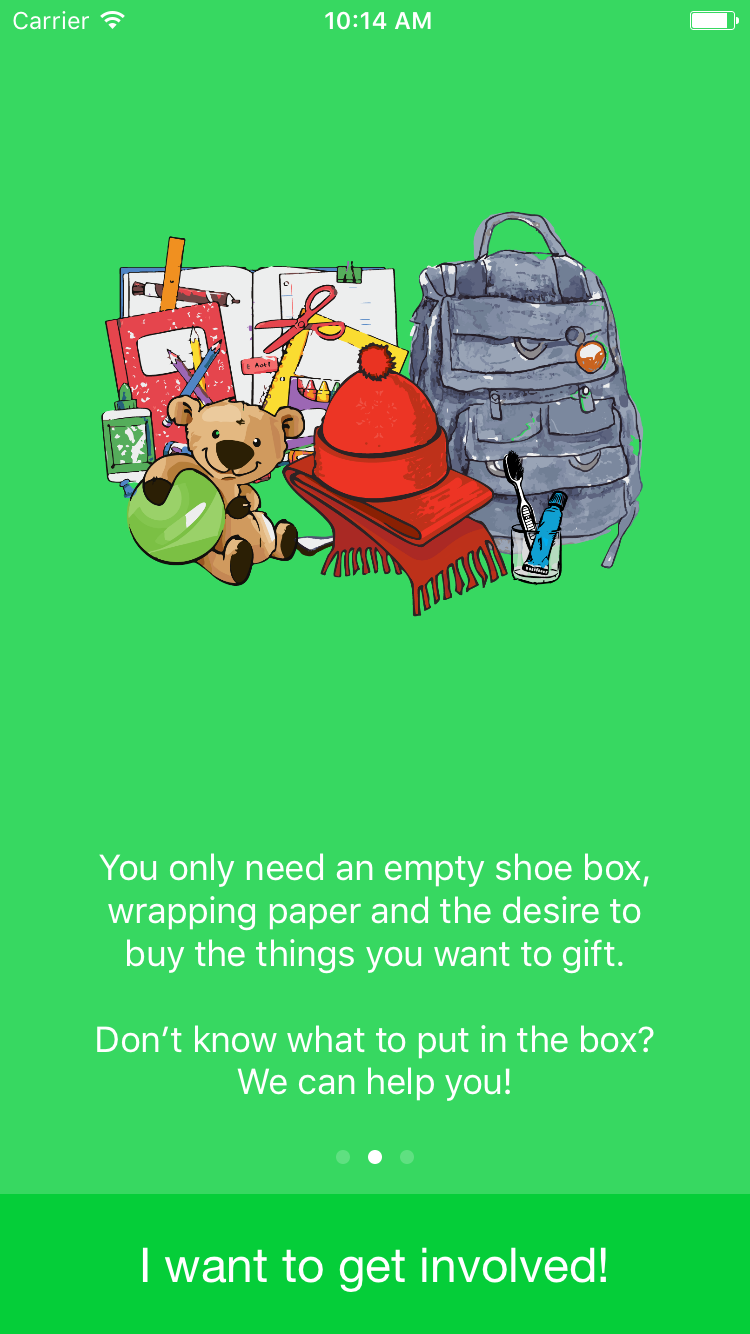 Carrier
10:14 AM
You only need an empty shoe box,
wrapping paper and the desire to
buy the things you want to gift.
Don’t know what to put in the box?
We can help you!
I want to get involved!